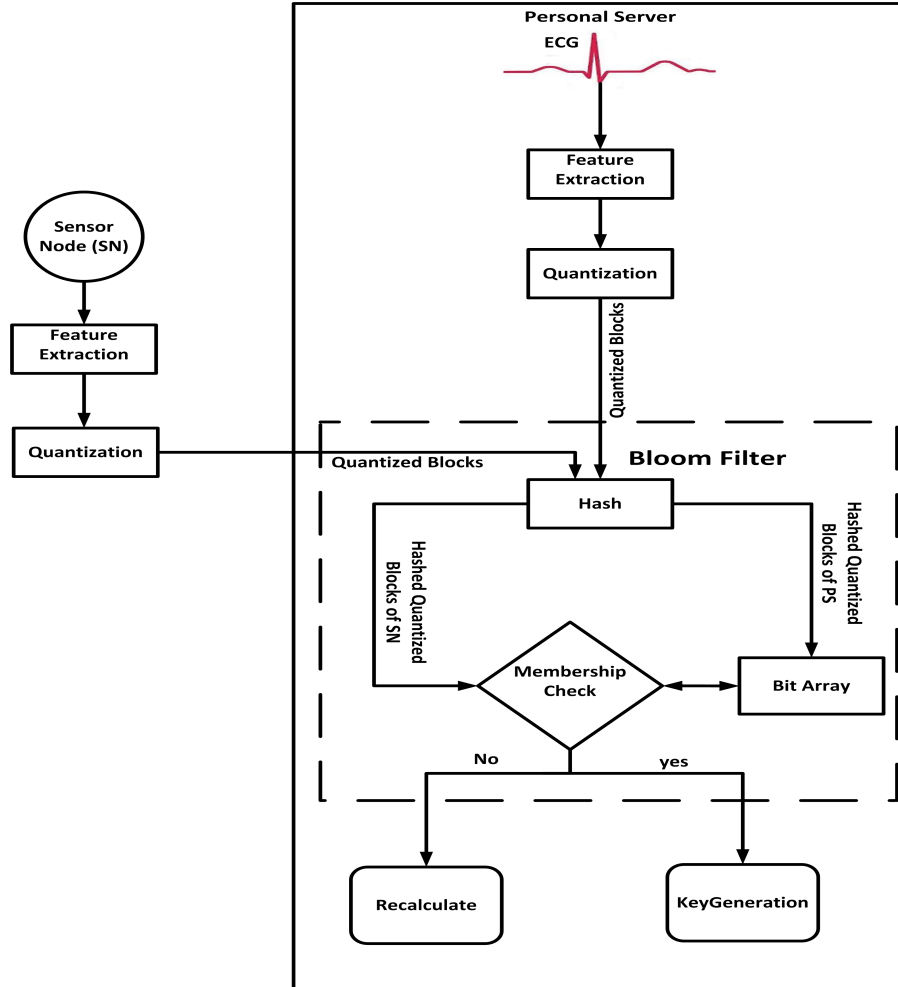 Personal Server
ECG
Feature
Extraction
Sensor
Node (SN)
Quantization
Feature
Extraction
Quantized Blocks
Quantization
Quantized Blocks
Bloom Filter
Hash
Hashed Quantized
Blocks of SN
Hashed Quantized
Blocks of PS
Membership
Check
Bit Array
No
yes
Recalculate
KeyGeneration